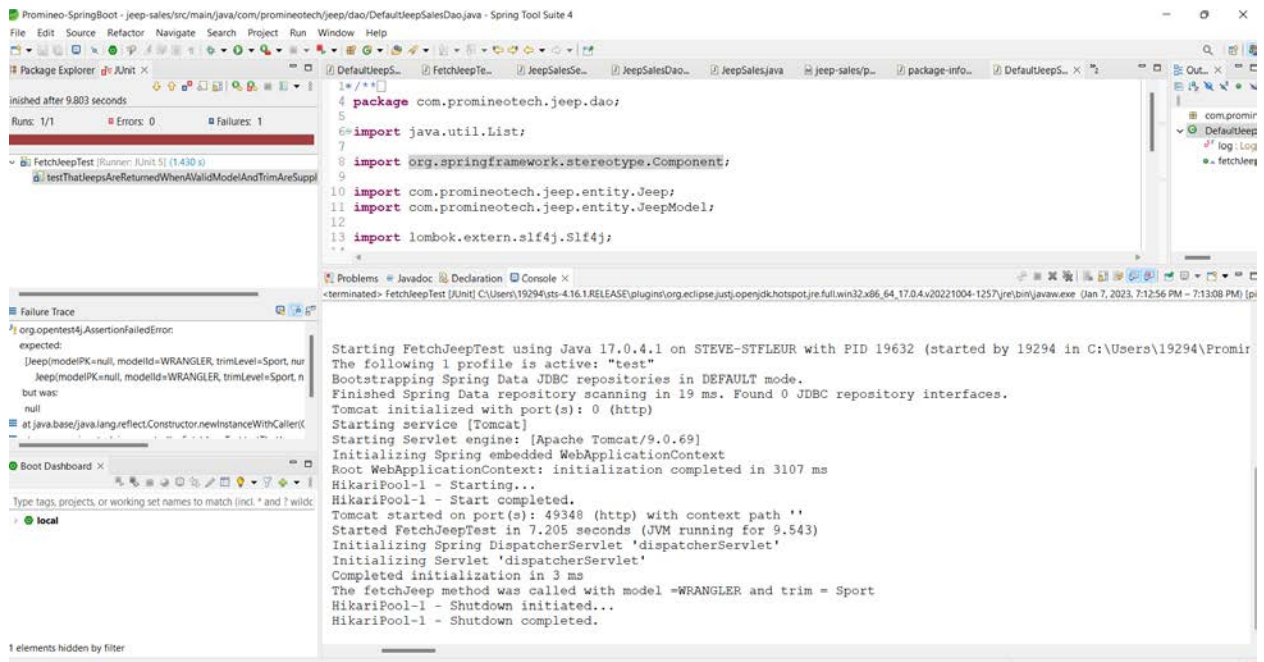 Promineo-SpringBoot - jeep-sales/src/main/java/com/promineotech/jeep/dao/DefaultJeepSalesDao.java - Spring Tool Suite 4
File Edit Source Refactor Navigate Search Project Run Window Help
Package Explorer JUnit
inished after 9.803 seconds
Runs: 1/1 Errors: 0 Failures: 1
FetchJeepTest [Runner: JUnit 5] (1.430 s)
testThatJeepsAreReturnedWhenAValidModelAndTrimAreSuppl
Failure Trace
org.opentest4j.AssertionFailedError:
expected:
[Jeep(modelPK=null, modelId=WRANGLER, trimLevel=Sport, nur
Jeep(modelPK=null, modelId=WRANGLER, trimLevel=Sport, n
but was:
null
at java.base/java.lang.reflect.Constructor.newInstanceWithCaller(C
Boot Dashboard
Type tags, projects, or working set names to match (incl. * and ? wildc
local
1 elements hidden by filter
DefaultJeepS... FetchJeepTe... JeepSalesSe... JeepSalesDao... JeepSales.java jeep-sales/p... package-info... DefaultJeepS... 2
1 /**
4 package com.promineotech.jeep.dao;
5
6 import java.util.List;
7
8 import org.springframework.stereotype.Component;
9
10 import com.promineotech.jeep.entity.Jeep;
11 import com.promineotech.jeep.entity.JeepModel;
12
13 import lombok.extern.slf4j.Slf4j;
Problems Javadoc Declaration Console
<terminated> FetchJeepTest [JUnit] C:\Users\19294\sts-4.16.1.RELEASE\plugins\org.eclipse.justj.openjdk.hotspot.jre.full.win32.x86_64_17.0.4.v20221004-1257\jre\bin\javaw.exe (Jan 7, 2023, 7:12:56 PM – 7:13:08 PM) [pi
Starting FetchJeepTest using Java 17.0.4.1 on STEVE-STFLEUR with PID 19632 (started by 19294 in C:\Users\19294\Promir
The following 1 profile is active: "test"
Bootstrapping Spring Data JDBC repositories in DEFAULT mode.
Finished Spring Data repository scanning in 19 ms. Found 0 JDBC repository interfaces.
Tomcat initialized with port(s): 0 (http)
Starting service [Tomcat]
Starting Servlet engine: [Apache Tomcat/9.0.69]
Initializing Spring embedded WebApplicationContext
Root WebApplicationContext: initialization completed in 3107 ms
HikariPool-1 - Starting...
HikariPool-1 - Start completed.
Tomcat started on port(s): 49348 (http) with context path ''
Started FetchJeepTest in 7.205 seconds (JVM running for 9.543)
Initializing Spring DispatcherServlet 'dispatcherServlet'
Initializing Servlet 'dispatcherServlet'
Completed initialization in 3 ms
The fetchJeep method was called with model =WRANGLER and trim = Sport
HikariPool-1 - Shutdown initiated...
HikariPool-1 - Shutdown completed.
Out...
com.promin
DefaultJeep
log : Log
fetchJeep